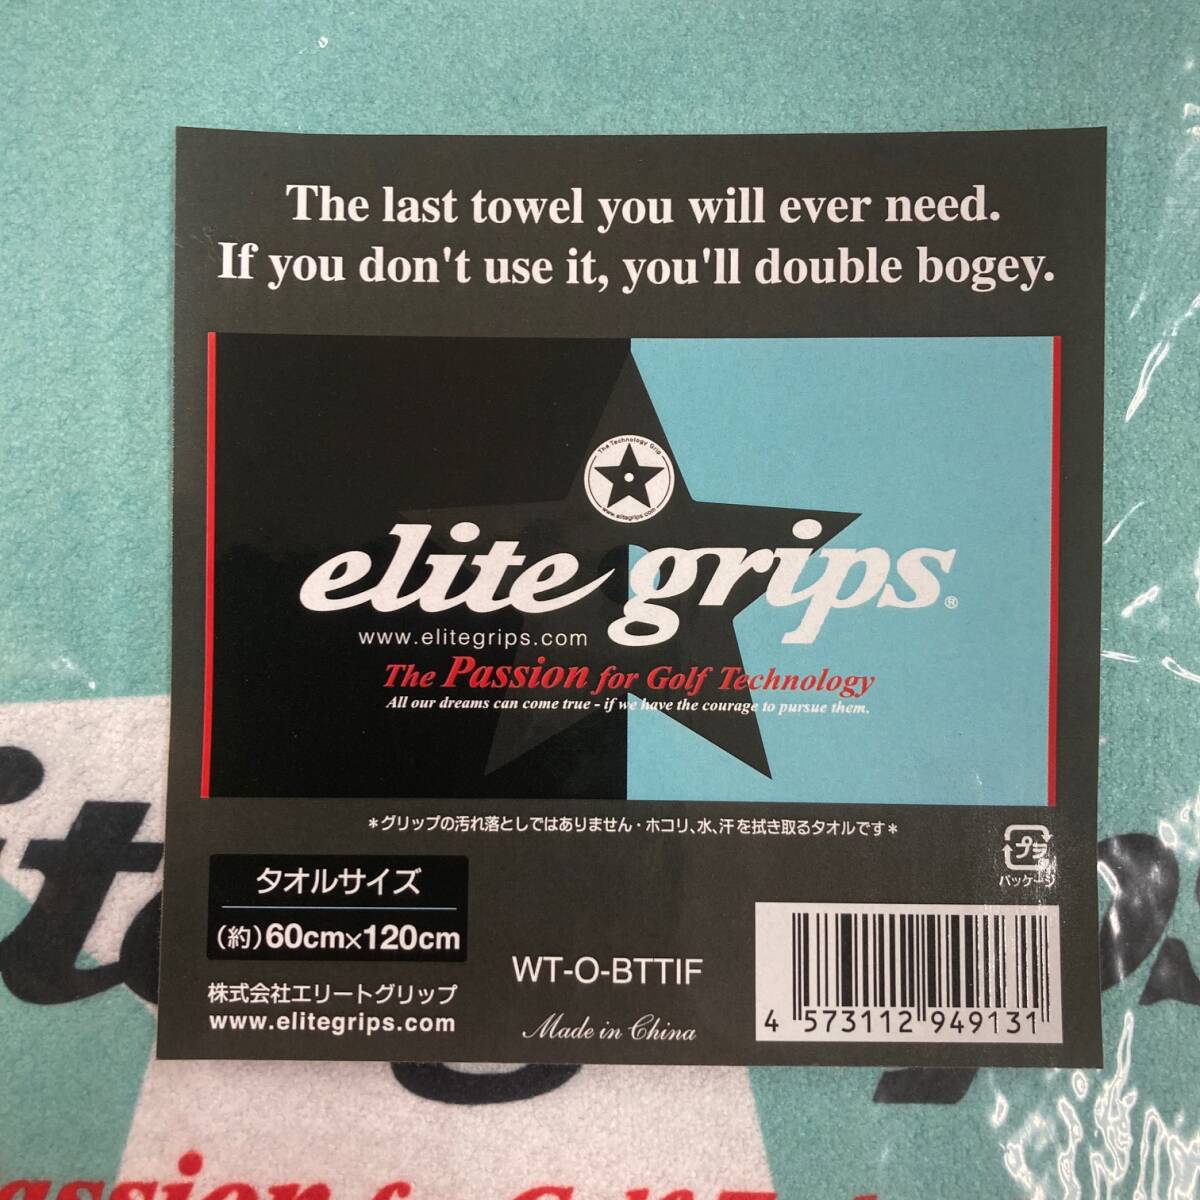 The last towel you will ever need.
If you don't use it, you'll double bogey.
The Technology Grip
www.elitegrips.com
elite grips®
www.elitegrips.com
The Passion for Golf Technology
All our dreams can come true - if we have the courage to pursue them.
*グリップの汚れ落としではありません・ホコリ、水、汗を拭き取るタオルです*
プラ
パッケージ
タオルサイズ
(約)60cm×120cm
株式会社エリートグリップ
www.elitegrips.com
WT-O-BTTIF
Made in China
4 573112 949131